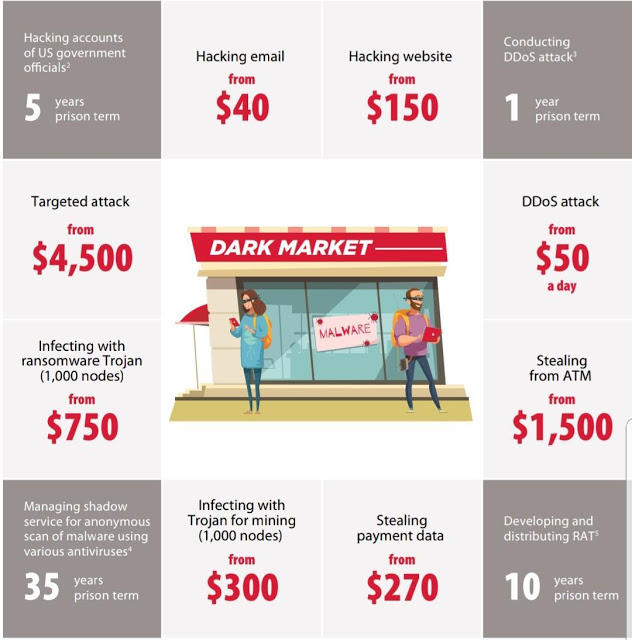 Hacking accounts
of US government
officials²
5 years
prison term
Hacking email
from
$40
Hacking website
from
$150
Conducting
DDoS attack³
1 year
prison term
Targeted attack
from
$4,500
DARK MARKET
MALWARE
DDoS attack
from
$50
a day
Infecting with
ransomware Trojan
(1,000 nodes)
from
$750
Stealing
from ATM
from
$1,500
Managing shadow
service for anonymous
scan of malware using
various antiviruses⁴
35 years
prison term
Infecting with
Trojan for mining
(1,000 nodes)
from
$300
Stealing
payment data
from
$270
Developing and
distributing RAT⁵
10 years
prison term